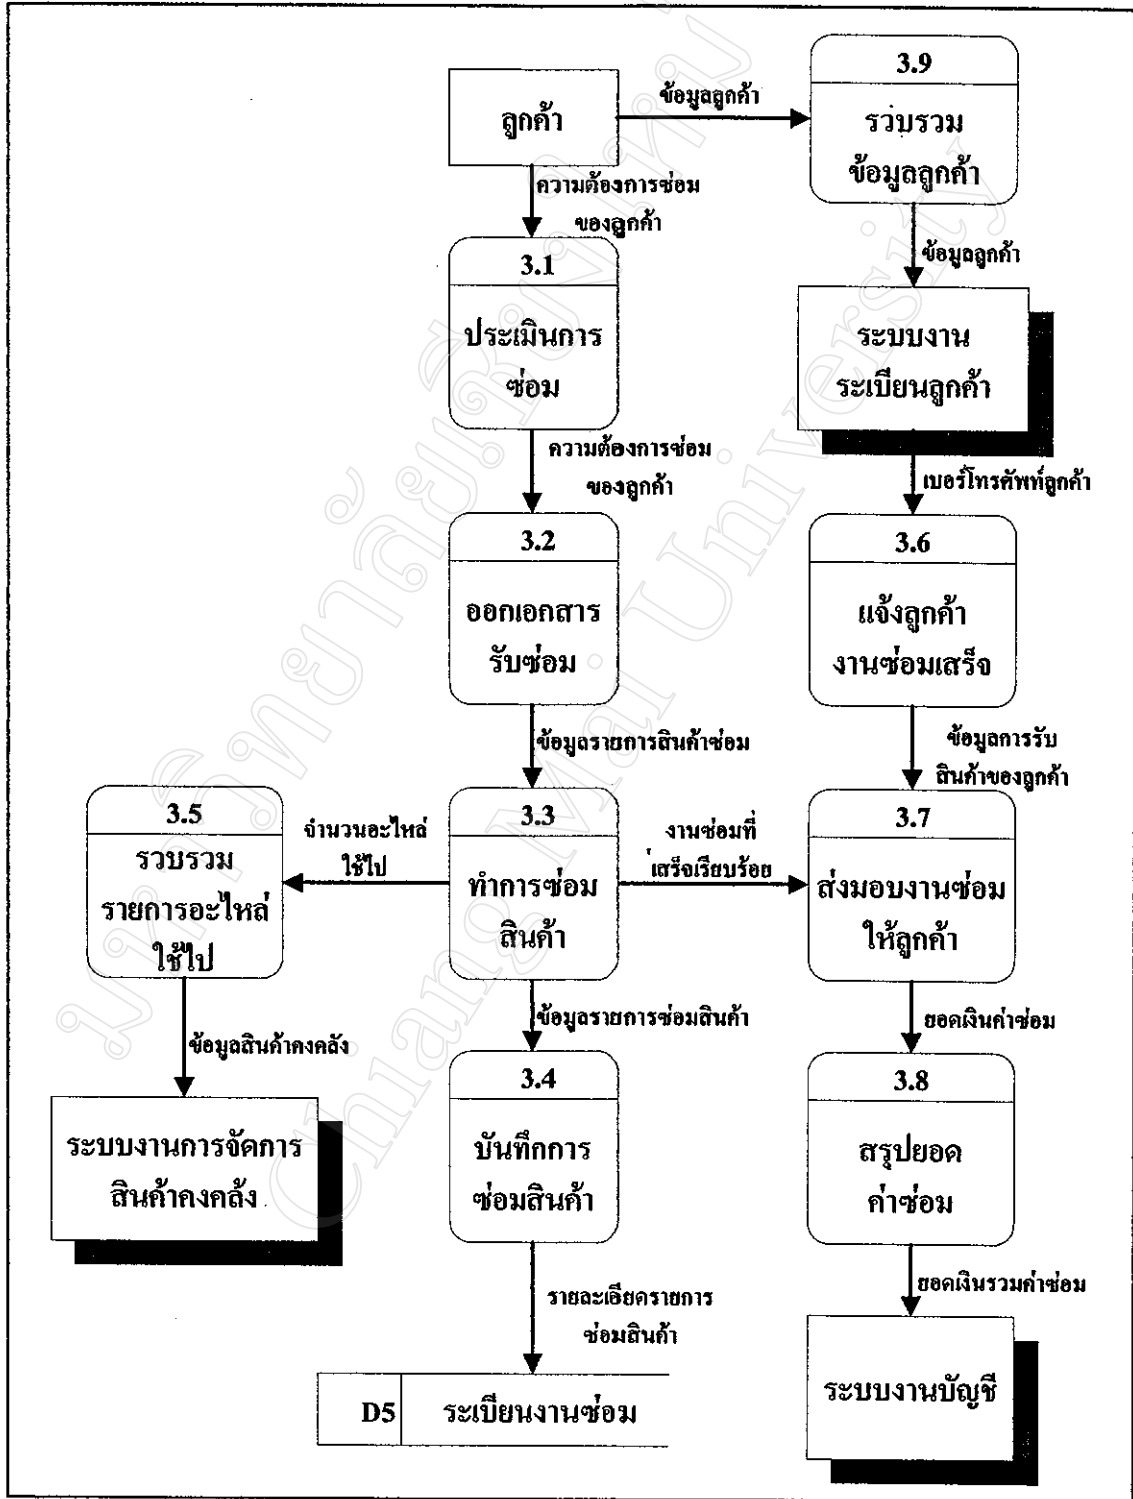 ลูกค้า
ข้อมูลลูกค้า
3.9
รวบรวม
ข้อมูลลูกค้า
ความต้องการซ่อม
ของลูกค้า
ข้อมูลลูกค้า
3.1
ประเมินการ
ซ่อม
ระบบงาน
ระเบียนลูกค้า
ความต้องการซ่อม
ของลูกค้า
เบอร์โทรศัพท์ลูกค้า
3.2
ออกเอกสาร
รับซ่อม
3.6
แจ้งลูกค้า
งานซ่อมเสร็จ
ข้อมูลรายการสินค้าซ่อม
ข้อมูลการรับ
สินค้าของลูกค้า
3.5
รวบรวม
รายการอะไหล่
ใช้ไป
จำนวนอะไหล่
ใช้ไป
3.3
ทำการซ่อม
สินค้า
งานซ่อมที่
เสร็จเรียบร้อย
3.7
ส่งมอบงานซ่อม
ให้ลูกค้า
ข้อมูลสินค้าคงคลัง
ข้อมูลรายการซ่อมสินค้า
ยอดเงินค่าซ่อม
ระบบงานการจัดการ
สินค้าคงคลัง
3.4
บันทึกการ
ซ่อมสินค้า
3.8
สรุปยอด
ค่าซ่อม
รายละเอียดรายการ
ซ่อมสินค้า
ยอดเงินรวมค่าซ่อม
D5 ระเบียนงานซ่อม
ระบบงานบัญชี
มหาวิทยาลัยเชียงใหม่
Chiang Mai University